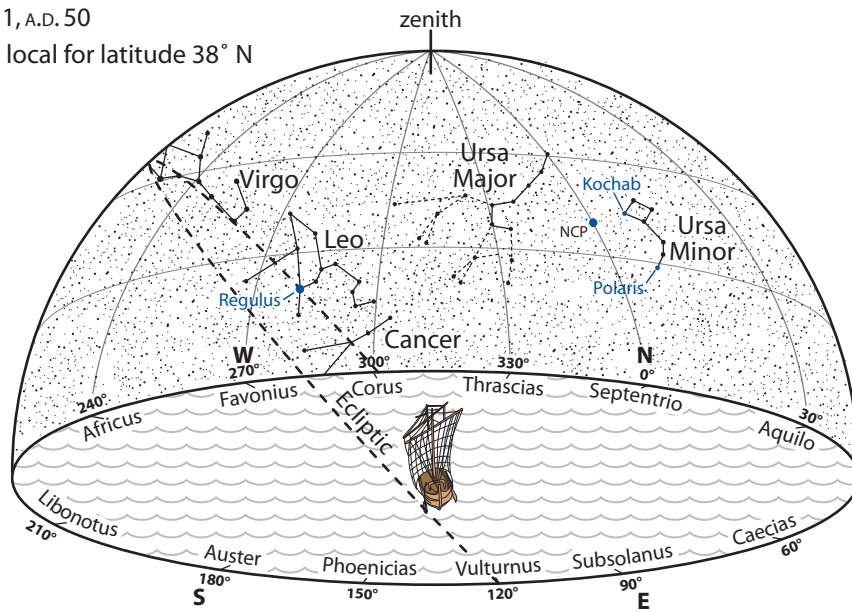 1, A.D. 50
local for latitude 38° N
zenith
Virgo
Ursa
Major
Kochab
NCP
Ursa
Minor
Leo
Regulus
Polaris
Cancer
W
N
270°
300°
330°
0°
Favonius
Corus
Thrascias
Septentrio
240°
30°
Africus
Aquilo
Ecliptic
Libonotus
Caecias
210°
60°
Auster
Phoenicias
Vulturnus
Subsolanus
180°
150°
120°
90°
S
E